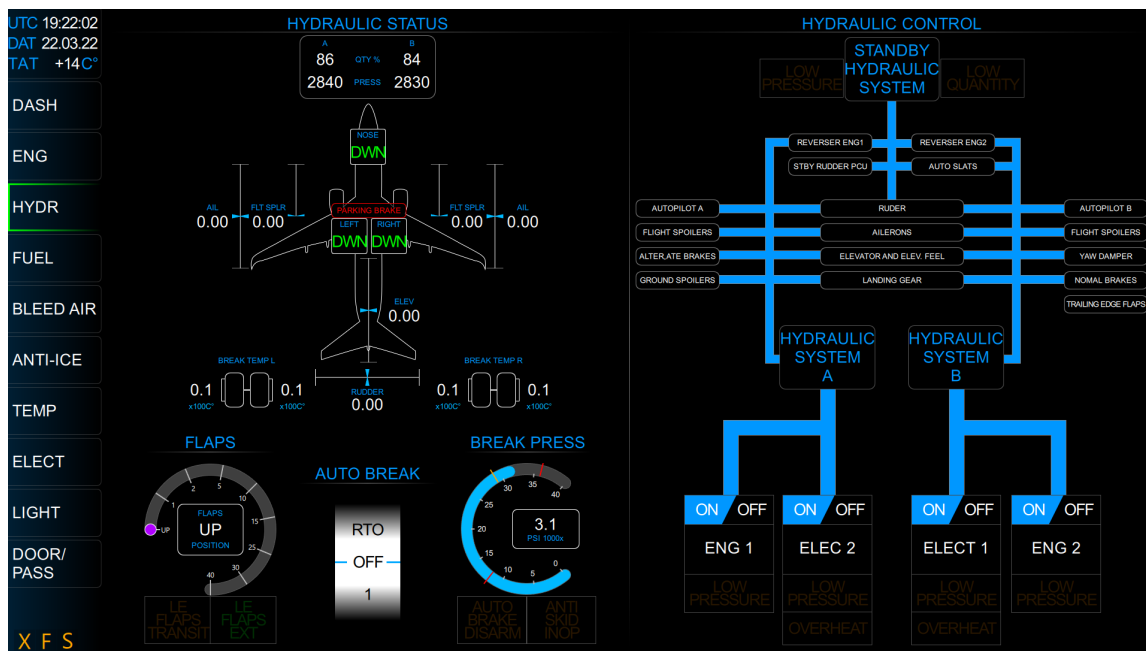 UTC 19:22:02
DAT 22.03.22
TAT +14 C°
DASH
ENG
HYDR
FUEL
BLEED AIR
ANTI-ICE
TEMP
ELECT
LIGHT
DOOR/
PASS
X F S
HYDRAULIC STATUS
A B
86 QTY % 84
2840 PRESS 2830
NOSE
DWN
AIL FLT SPLR FLT SPLR AIL
0.00 0.00 0.00 0.00
PARKING BRAKE
LEFT RIGHT
DWN DWN
ELEV
0.00
BREAK TEMP L BREAK TEMP R
0.1 0.1 0.1 0.1
x100C° x100C° x100C° x100C°
RUDDER
0.00
FLAPS
UP 1 2 5 10 15 25 30 40
FLAPS
UP
POSITION
LE
FLAPS
TRANSIT
LE
FLAPS
EXT
AUTO BREAK
RTO
OFF
1
BREAK PRESS
0 5 10 15 20 25 30 35 40
3.1
PSI 1000x
AUTO
BRAKE
DISARM
ANTI
SKID
INOP
HYDRAULIC CONTROL
LOW
PRESSURE
STANDBY
HYDRAULIC
SYSTEM
LOW
QUANTITY
REVERSER ENG1 REVERSER ENG2
STBY RUDDER PCU AUTO SLATS
AUTOPILOT A RUDER AUTOPILOT B
FLIGHT SPOILERS AILERONS FLIGHT SPOILERS
ALTER,ATE BRAKES ELEVATOR AND ELEV. FEEL YAW DAMPER
GROUND SPOILERS LANDING GEAR NOMAL BRAKES
TRAILING EDGE FLAPS
HYDRAULIC
SYSTEM
A
HYDRAULIC
SYSTEM
B
ON OFF ON OFF ON OFF ON OFF
ENG 1 ELEC 2 ELECT 1 ENG 2
LOW
PRESSURE
LOW
PRESSURE
LOW
PRESSURE
LOW
PRESSURE
OVERHEAT OVERHEAT